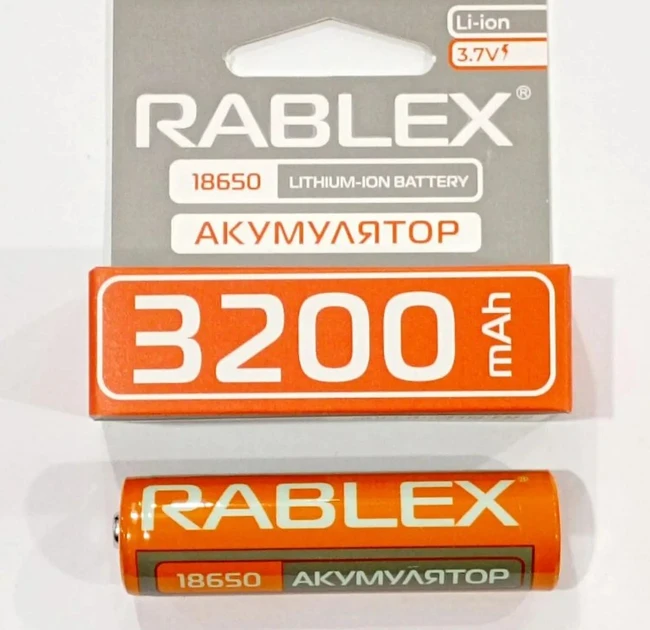 Li-ion
3.7V
RABLEX®
18650 LITHIUM-ION BATTERY
АКУМУЛЯТОР
3200 mAh
RABLEX®
18650 АКУМУЛЯТОР